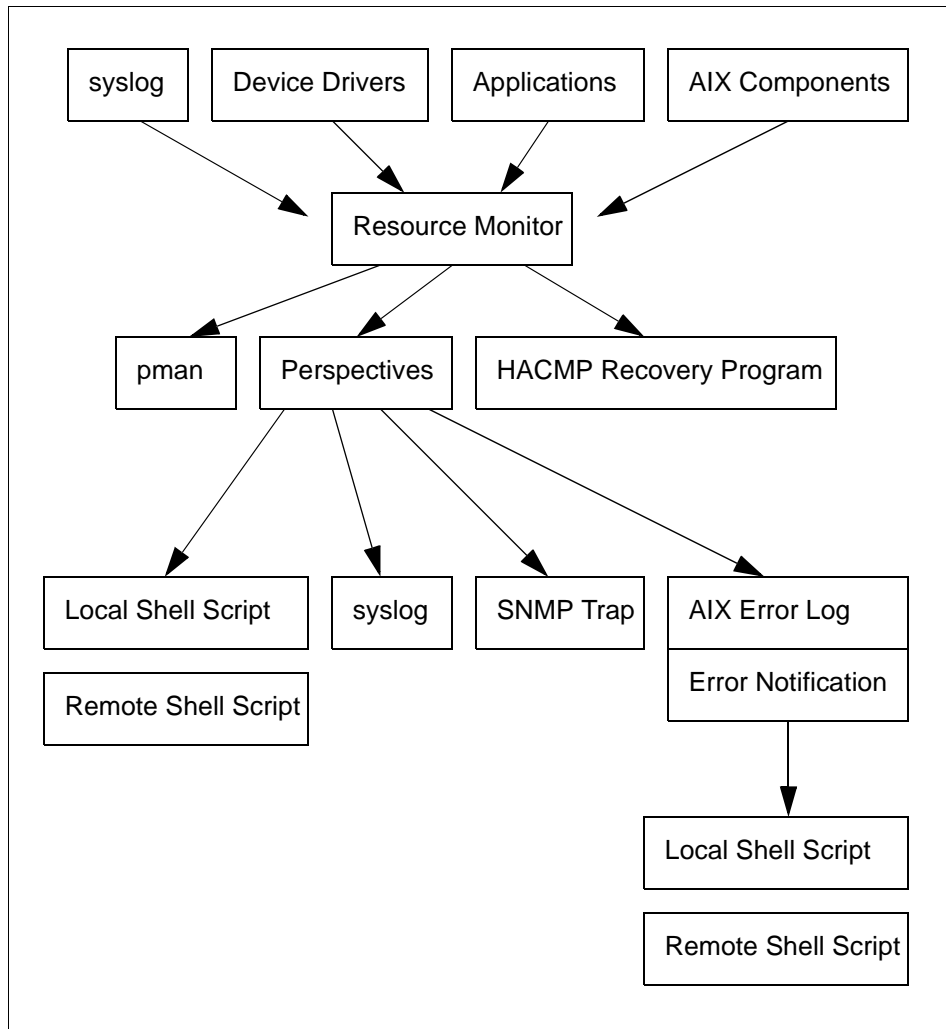 syslog
Device Drivers
Applications
AIX Components
Resource Monitor
pman
Perspectives
HACMP Recovery Program
Local Shell Script
syslog
SNMP Trap
AIX Error Log
Error Notification
Remote Shell Script
Local Shell Script
Remote Shell Script